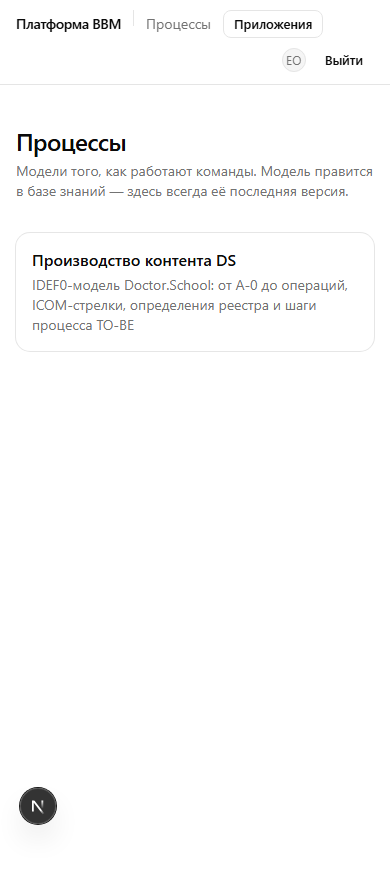 Платформа BBM
Процессы
Приложения
EO
Выйти
Процессы
Модели того, как работают команды. Модель правится
в базе знаний — здесь всегда её последняя версия.
Производство контента DS
IDEF0-модель Doctor.School: от A-0 до операций,
ICOM-стрелки, определения реестра и шаги
процесса TO-BE
N